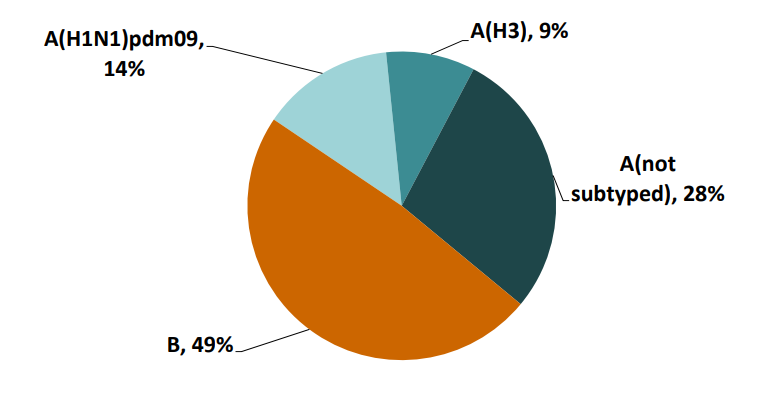 A(H1N1)pdm09,
14%
A(H3), 9%
A(not
subtyped), 28%
B, 49%